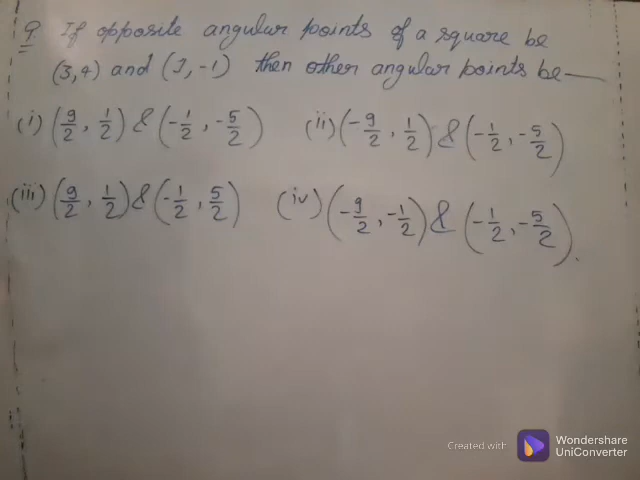 Q If opposite angular points of a square be
(3,4) and (1,-1) then other angular points be—
(i) (9/2, 1/2) & (-1/2, -5/2) (ii) (-9/2, 1/2) & (-1/2, -5/2)
(iii) (9/2, 1/2) & (-1/2, 5/2) (iv) (-9/2, -1/2) & (-1/2, -5/2).
Created with Wondershare
UniConverter